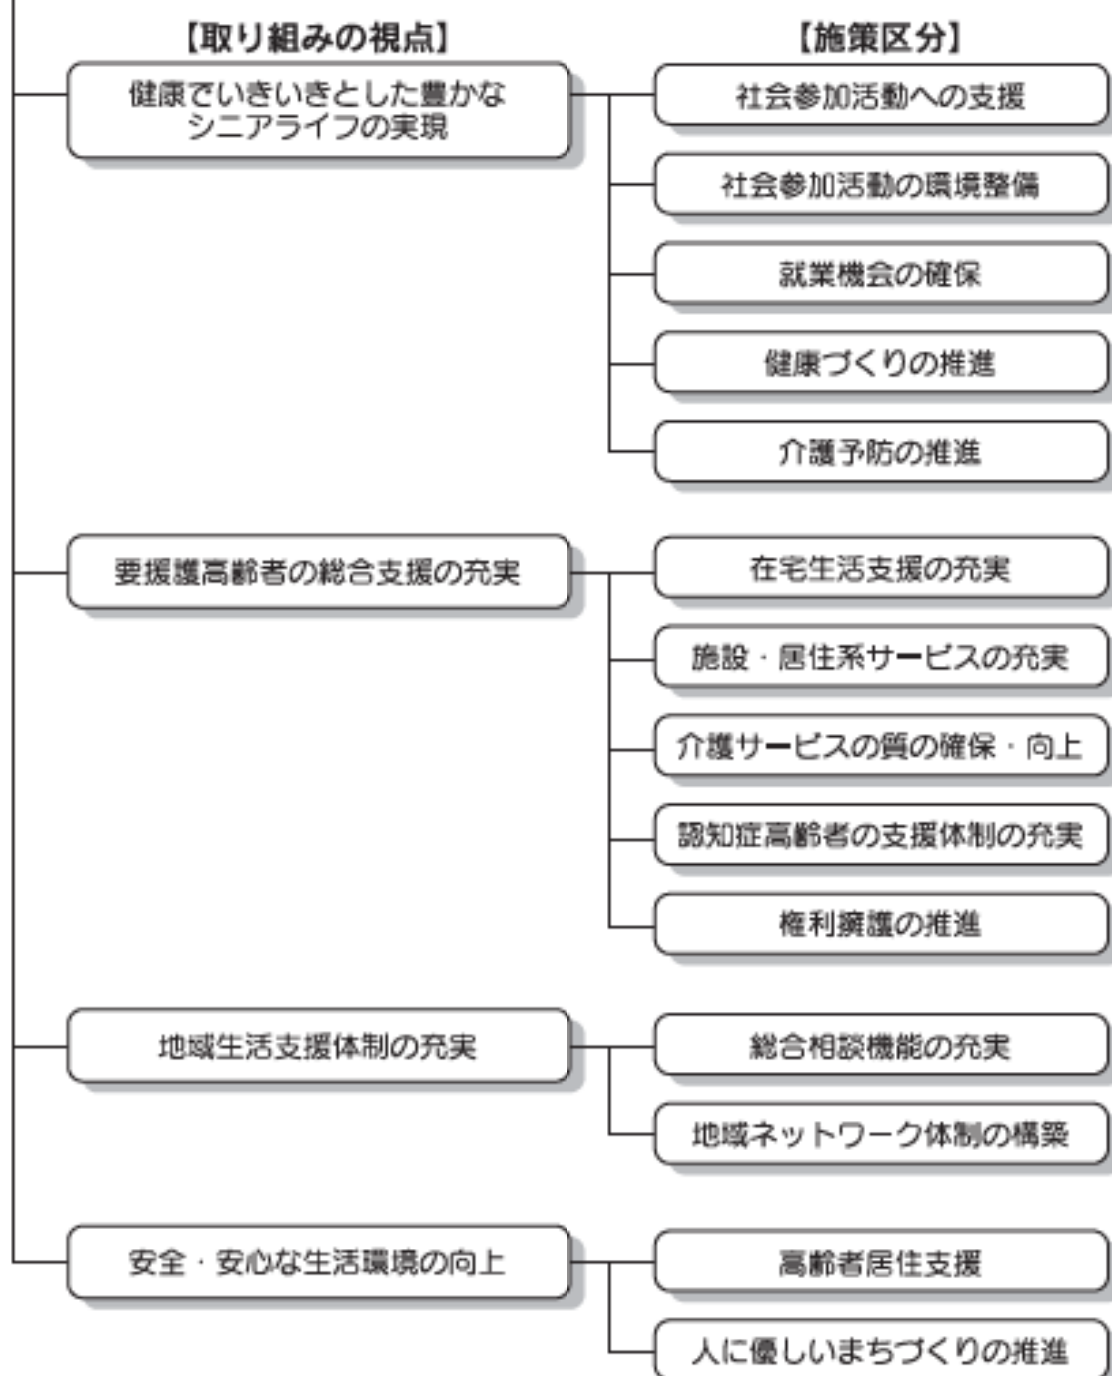 【取り組みの視点】
【施策区分】
健康でいきいきとした豊かな
シニアライフの実現
社会参加活動への支援
社会参加活動の環境整備
就業機会の確保
健康づくりの推進
介護予防の推進
要援護高齢者の総合支援の充実
在宅生活支援の充実
施設・居住系サービスの充実
介護サービスの質の確保・向上
認知症高齢者の支援体制の充実
権利擁護の推進
地域生活支援体制の充実
総合相談機能の充実
地域ネットワーク体制の構築
安全・安心な生活環境の向上
高齢者居住支援
人に優しいまちづくりの推進